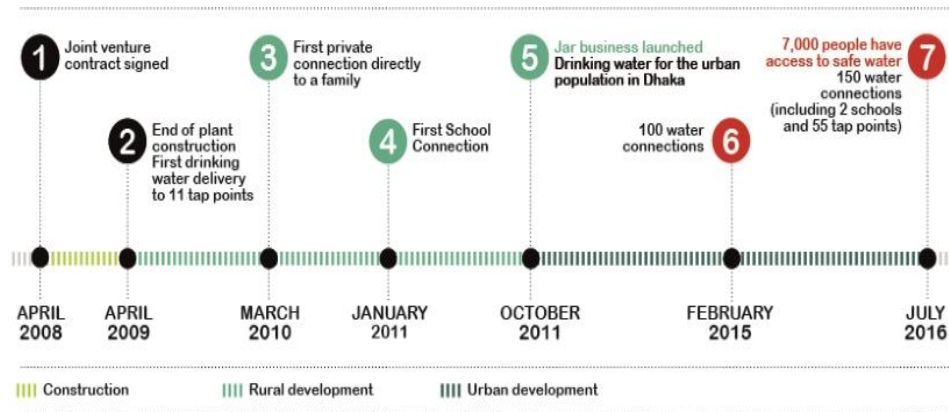 1
Joint venture
contract signed
2
End of plant
construction
First drinking
water delivery
to 11 tap points
3
First private
connection directly
to a family
4
First School
Connection
5
Jar business launched
Drinking water for the urban
population in Dhaka
100 water
connections
6
7,000 people have
access to safe water
150 water
connections
(including 2 schools
and 55 tap points)
7
APRIL
2008
APRIL
2009
MARCH
2010
JANUARY
2011
OCTOBER
2011
FEBRUARY
2015
JULY
2016
Construction
Rural development
Urban development